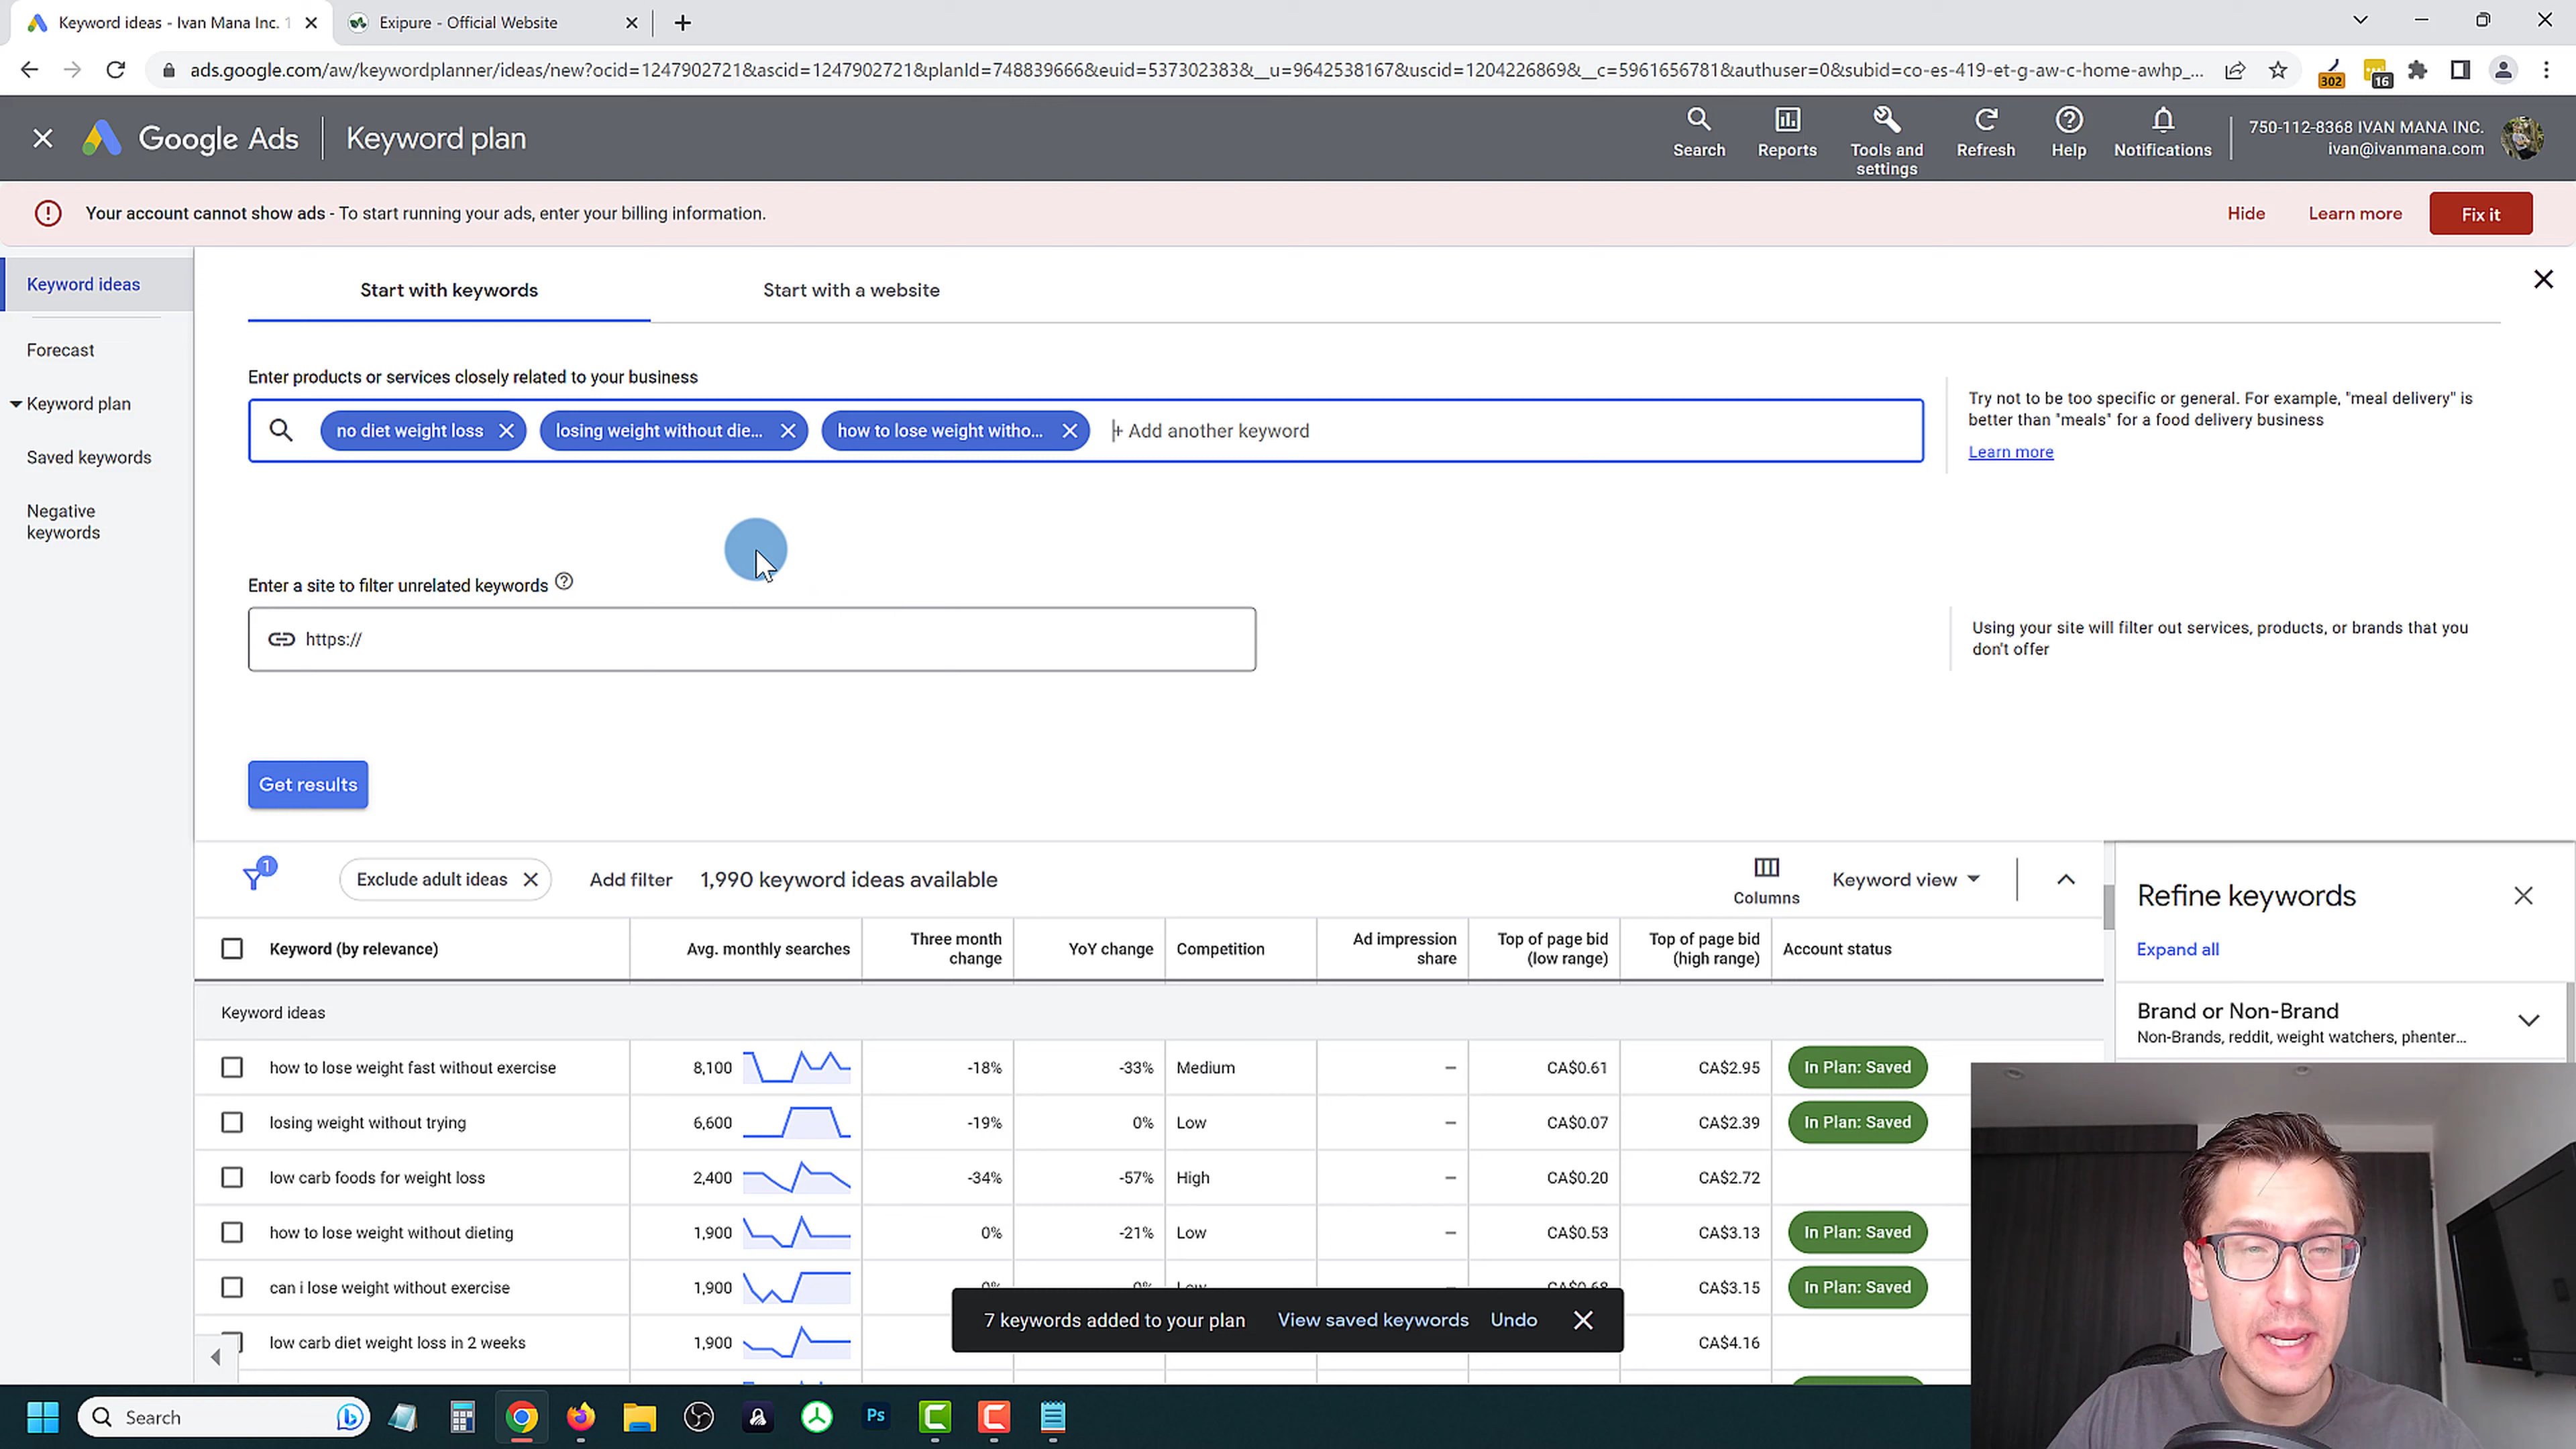 Keyword ideas - Ivan Mana Inc. 1
Exipure - Official Website
ads.google.com/aw/keywordplanner/ideas/new?ocid=1247902721&ascid=1247902721&planId=748839666&euid=537302383&__u=9642538167&uscid=1204226869&__c=5961656781&authuser=0&subid=co-es-419-et-g-aw-c-home-awhp_...
302
16
Google Ads
Keyword plan
Search
Reports
Tools and settings
Refresh
Help
Notifications
750-112-8368 IVAN MANA INC.
ivan@ivanmana.com
Your account cannot show ads - To start running your ads, enter your billing information.
Hide
Learn more
Fix it
Keyword ideas
Forecast
Keyword plan
Saved keywords
Negative
keywords
Start with keywords
Start with a website
Enter products or services closely related to your business
no diet weight loss
losing weight without die...
how to lose weight witho...
+ Add another keyword
Try not to be too specific or general. For example, "meal delivery" is
better than "meals" for a food delivery business
Learn more
Enter a site to filter unrelated keywords
https://
Using your site will filter out services, products, or brands that you
don't offer
Get results
1
Exclude adult ideas
Add filter
1,990 keyword ideas available
Columns
Keyword view
Refine keywords
Expand all
Brand or Non-Brand
Non-Brands, reddit, weight watchers, phenter...
Keyword (by relevance) Avg. monthly searches Three month change YoY change Competition Ad impression share Top of page bid (low range) Top of page bid (high range) Account status
Keyword ideas
how to lose weight fast without exercise 8,100 -18% -33% Medium – CA$0.61 CA$2.95 In Plan: Saved
losing weight without trying 6,600 -19% 0% Low – CA$0.07 CA$2.39 In Plan: Saved
low carb foods for weight loss 2,400 -34% -57% High – CA$0.20 CA$2.72
how to lose weight without dieting 1,900 0% -21% Low – CA$0.53 CA$3.13 In Plan: Saved
can i lose weight without exercise 1,900 0% 0% Low CA$0.68 CA$3.15 In Plan: Saved
low carb diet weight loss in 2 weeks 1,900 CA$4.16
7 keywords added to your plan View saved keywords Undo
Search
Ps